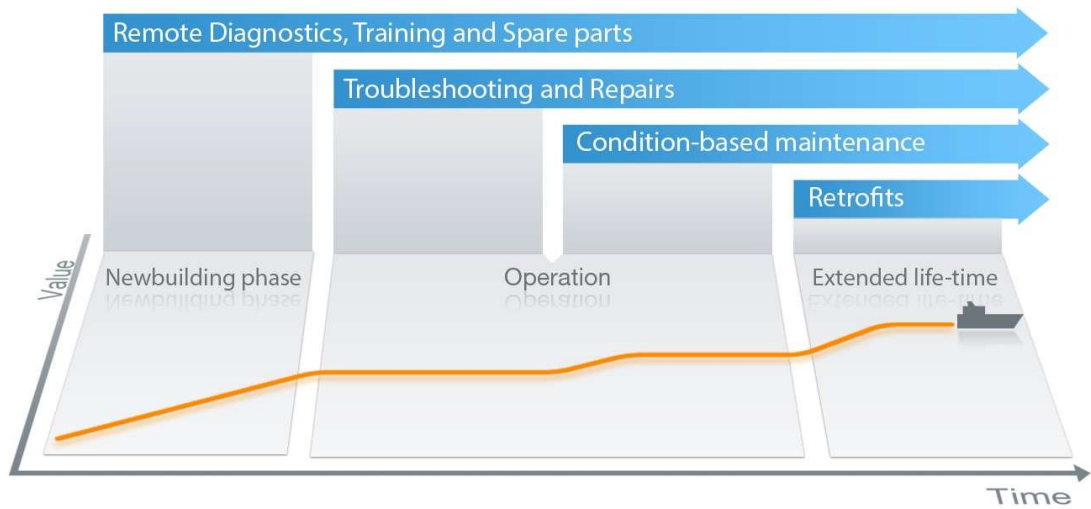 Remote Diagnostics, Training and Spare parts
Troubleshooting and Repairs
Condition-based maintenance
Retrofits
Value
Newbuilding phase
Operation
Extended life-time
Time